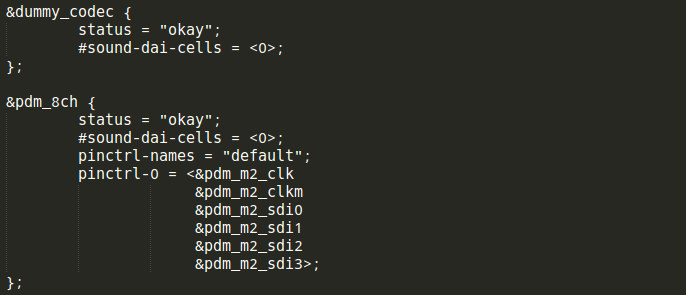 &dummy_codec {
        status = "okay";
        #sound-dai-cells = <0>;
};

&pdm_8ch {
        status = "okay";
        #sound-dai-cells = <0>;
        pinctrl-names = "default";
        pinctrl-0 = <&pdm_m2_clk
                     &pdm_m2_clkm
                     &pdm_m2_sdi0
                     &pdm_m2_sdi1
                     &pdm_m2_sdi2
                     &pdm_m2_sdi3>;
};